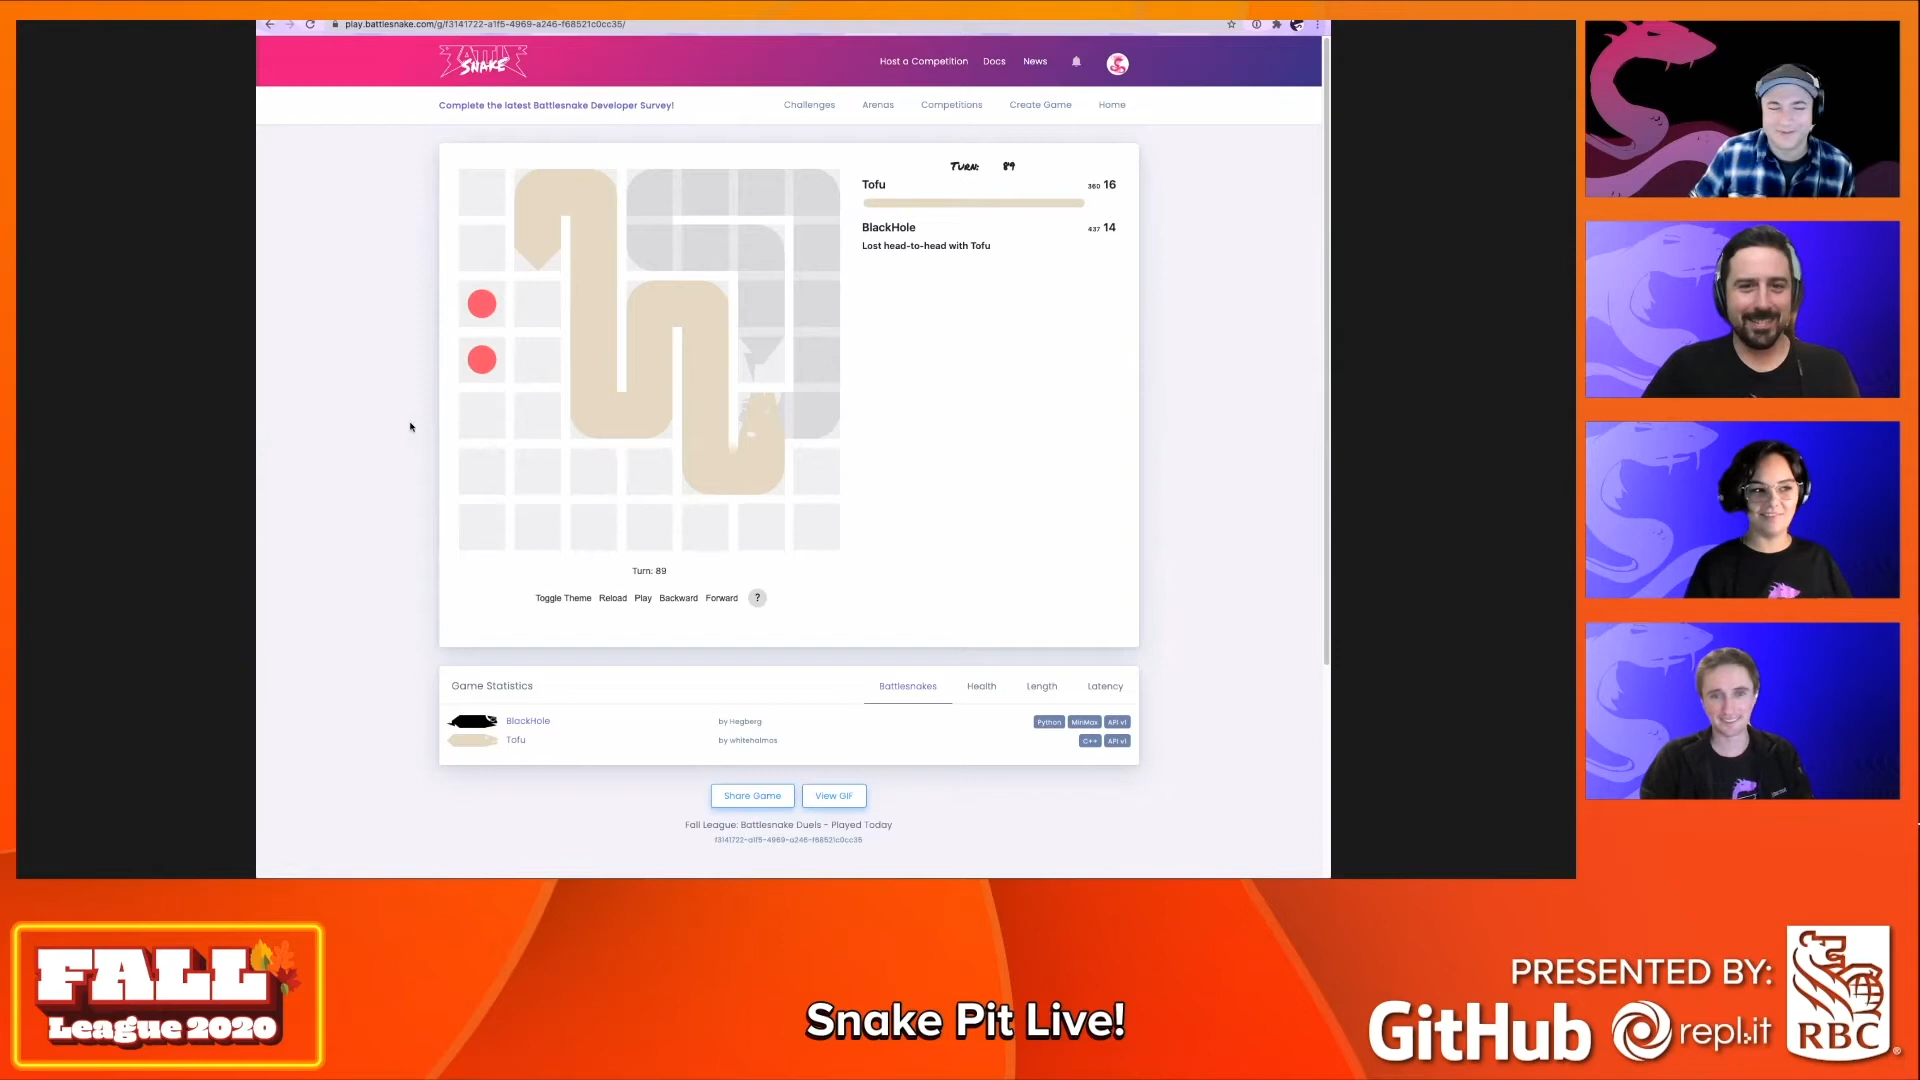 play.battlesnake.com/g/f3141722-a1f5-4969-a246-f68521c0cc35/
BATTLE
SNAKE
Host a Competition
Docs
News
Complete the latest Battlesnake Developer Survey!
Challenges
Arenas
Competitions
Create Game
Home
TURN: 89
Tofu
360 16
BlackHole
437 14
Lost head-to-head with Tofu
Turn: 89
Toggle Theme
Reload
Play
Backward
Forward
?
Game Statistics
Battlesnakes
Health
Length
Latency
BlackHole
by Hegberg
Python
MinMax
API v1
Tofu
by whitehalmos
C++
API v1
Share Game
View GIF
Fall League: Battlesnake Duels - Played Today
f3141722-a1f5-4969-a246-f68521c0cc35
FALL
League 2020
Snake Pit Live!
PRESENTED BY:
GitHub
repl.it
RBC
®